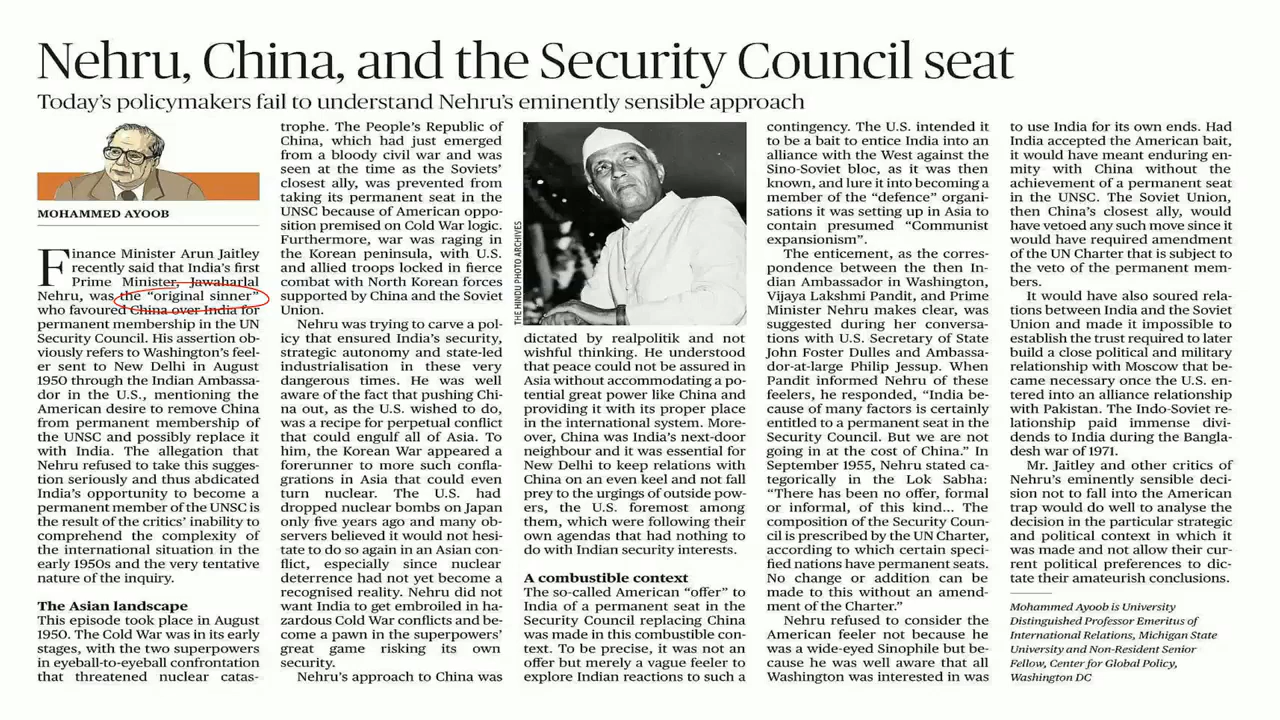 Nehru, China, and the Security Council seat
Today's policymakers fail to understand Nehru's eminently sensible approach
MOHAMMED AYOOB
Finance Minister Arun Jaitley
recently said that India's first
Prime Minister, Jawaharlal
Nehru, was the “original sinner”
who favoured China over India for
permanent membership in the UN
Security Council. His assertion ob-
viously refers to Washington's feel-
er sent to New Delhi in August
1950 through the Indian Ambassa-
dor in the U.S., mentioning the
American desire to remove China
from permanent membership of
the UNSC and possibly replace it
with India. The allegation that
Nehru refused to take this sugges-
tion seriously and thus abdicated
India's opportunity to become a
permanent member of the UNSC is
the result of the critics' inability to
comprehend the complexity of
the international situation in the
early 1950s and the very tentative
nature of the inquiry.
The Asian landscape
This episode took place in August
1950. The Cold War was in its early
stages, with the two superpowers
in eyeball-to-eyeball confrontation
that threatened nuclear catas-
trophe. The People's Republic of
China, which had just emerged
from a bloody civil war and was
seen at the time as the Soviets'
closest ally, was prevented from
taking its permanent seat in the
UNSC because of American oppo-
sition premised on Cold War logic.
Furthermore, war was raging in
the Korean peninsula, with U.S.
and allied troops locked in fierce
combat with North Korean forces
supported by China and the Soviet
Union.
Nehru was trying to carve a pol-
icy that ensured India's security,
strategic autonomy and state-led
industrialisation in these very
dangerous times. He was well
aware of the fact that pushing Chi-
na out, as the U.S. wished to do,
was a recipe for perpetual conflict
that could engulf all of Asia. To
him, the Korean War appeared a
forerunner to more such confla-
grations in Asia that could even
turn nuclear. The U.S. had
dropped nuclear bombs on Japan
only five years ago and many ob-
servers believed it would not hesi-
tate to do so again in an Asian con-
flict, especially since nuclear
deterrence had not yet become a
recognised reality. Nehru did not
want India to get embroiled in ha-
zardous Cold War conflicts and be-
come a pawn in the superpowers'
great game risking its own
security.
Nehru's approach to China was
THE HINDU PHOTO ARCHIVES
dictated by realpolitik and not
wishful thinking. He understood
that peace could not be assured in
Asia without accommodating a po-
tential great power like China and
providing it with its proper place
in the international system. More-
over, China was India's next-door
neighbour and it was essential for
New Delhi to keep relations with
China on an even keel and not fall
prey to the urgings of outside pow-
ers, the U.S. foremost among
them, which were following their
own agendas that had nothing to
do with Indian security interests.
A combustible context
The so-called American “offer” to
India of a permanent seat in the
Security Council replacing China
was made in this combustible con-
text. To be precise, it was not an
offer but merely a vague feeler to
explore Indian reactions to such a
contingency. The U.S. intended it
to be a bait to entice India into an
alliance with the West against the
Sino-Soviet bloc, as it was then
known, and lure it into becoming a
member of the “defence” organi-
sations it was setting up in Asia to
contain presumed “Communist
expansionism”.
The enticement, as the corres-
pondence between the then In-
dian Ambassador in Washington,
Vijaya Lakshmi Pandit, and Prime
Minister Nehru makes clear, was
suggested during her conversa-
tions with U.S. Secretary of State
John Foster Dulles and Ambassa-
dor-at-large Philip Jessup. When
Pandit informed Nehru of these
feelers, he responded, “India be-
cause of many factors is certainly
entitled to a permanent seat in the
Security Council. But we are not
going in at the cost of China.” In
September 1955, Nehru stated ca-
tegorically in the Lok Sabha:
“There has been no offer, formal
or informal, of this kind... The
composition of the Security Coun-
cil is prescribed by the UN Charter,
according to which certain speci-
fied nations have permanent seats.
No change or addition can be
made to this without an amend-
ment of the Charter.”
Nehru refused to consider the
American feeler not because he
was a wide-eyed Sinophile but be-
cause he was well aware that all
Washington was interested in was
to use India for its own ends. Had
India accepted the American bait,
it would have meant enduring en-
mity with China without the
achievement of a permanent seat
in the UNSC. The Soviet Union,
then China's closest ally, would
have vetoed any such move since it
would have required amendment
of the UN Charter that is subject to
the veto of the permanent mem-
bers.
It would have also soured rela-
tions between India and the Soviet
Union and made it impossible to
establish the trust required to later
build a close political and military
relationship with Moscow that be-
came necessary once the U.S. en-
tered into an alliance relationship
with Pakistan. The Indo-Soviet re-
lationship paid immense divi-
dends to India during the Bangla-
desh war of 1971.
Mr. Jaitley and other critics of
Nehru's eminently sensible deci-
sion not to fall into the American
trap would do well to analyse the
decision in the particular strategic
and political context in which it
was made and not allow their cur-
rent political preferences to dic-
tate their amateurish conclusions.
Mohammed Ayoob is University
Distinguished Professor Emeritus of
International Relations, Michigan State
University and Non-Resident Senior
Fellow, Center for Global Policy,
Washington DC